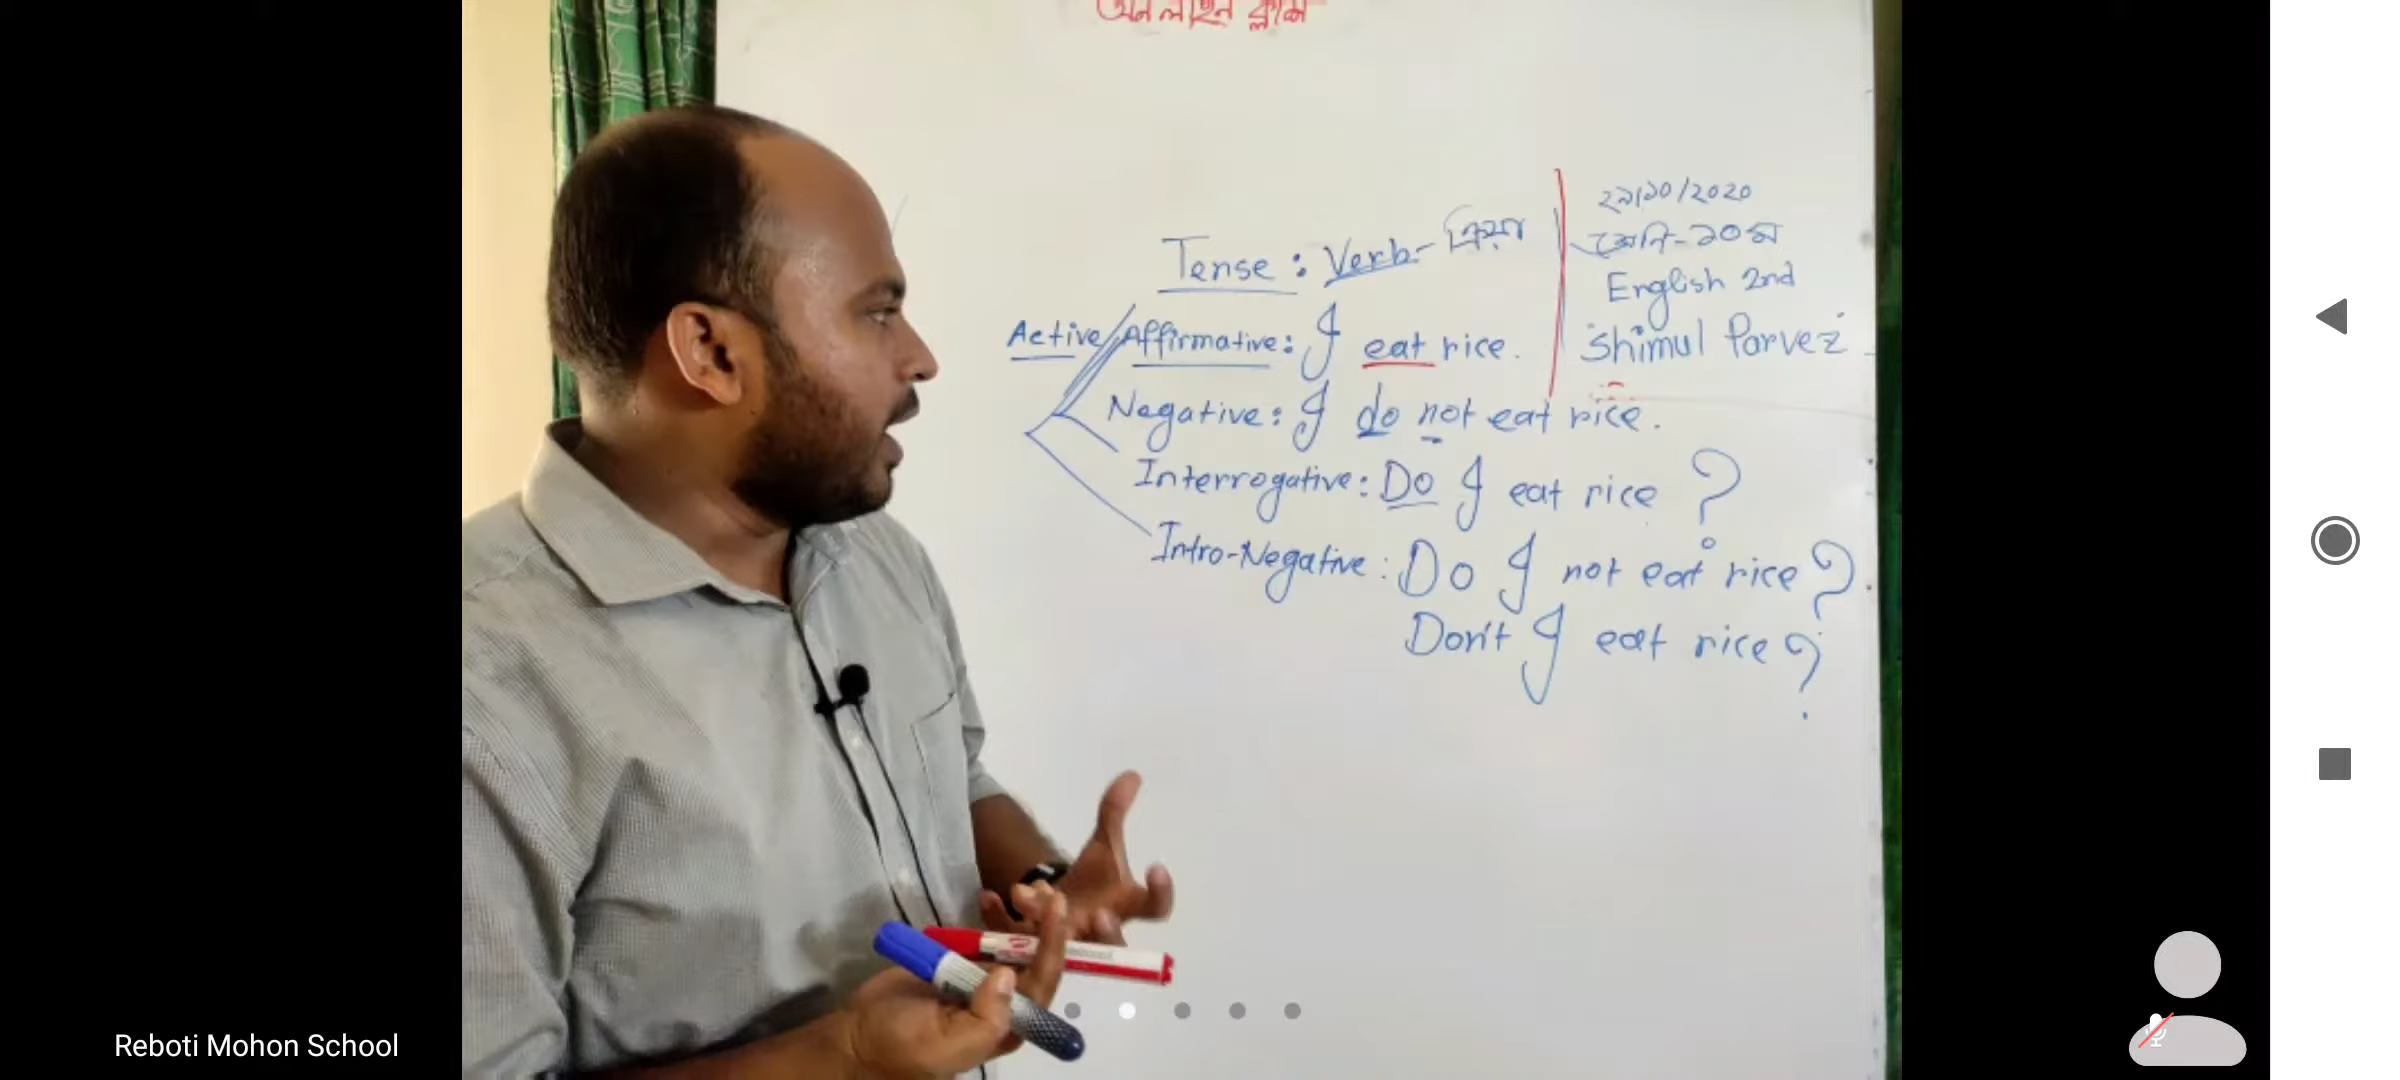 অনলাইন ক্লাস
২৯/১০/২০২০
শ্রেনি-১০ম
English 2nd
Shimul Parvez
Tense : Verb- ক্রিয়া
Active/Affirmative: I eat rice.
Negative: I do not eat rice.
Interrogative: Do I eat rice ?
Intro-Negative: Do I not eat rice?
Don't I eat rice?
Reboti Mohon School